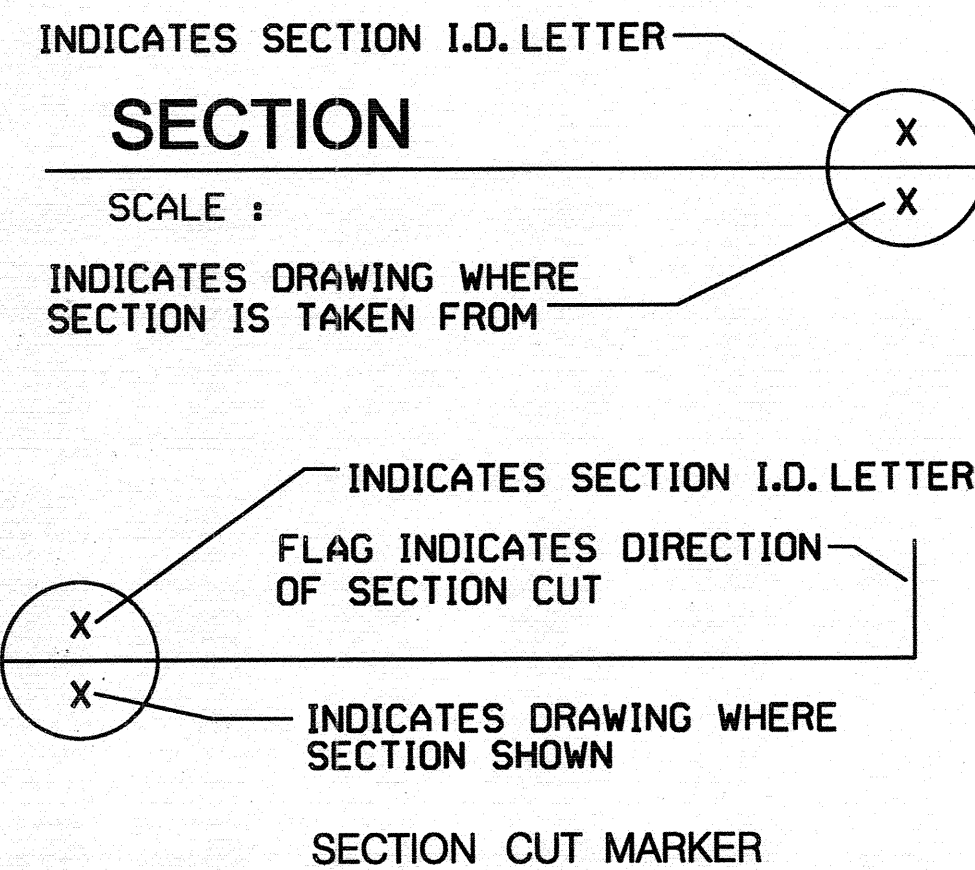 INDICATES SECTION I.D. LETTER
SECTION
X
SCALE :
X
INDICATES DRAWING WHERE
SECTION IS TAKEN FROM
INDICATES SECTION I.D. LETTER
FLAG INDICATES DIRECTION
OF SECTION CUT
X
X
INDICATES DRAWING WHERE
SECTION SHOWN
SECTION CUT MARKER